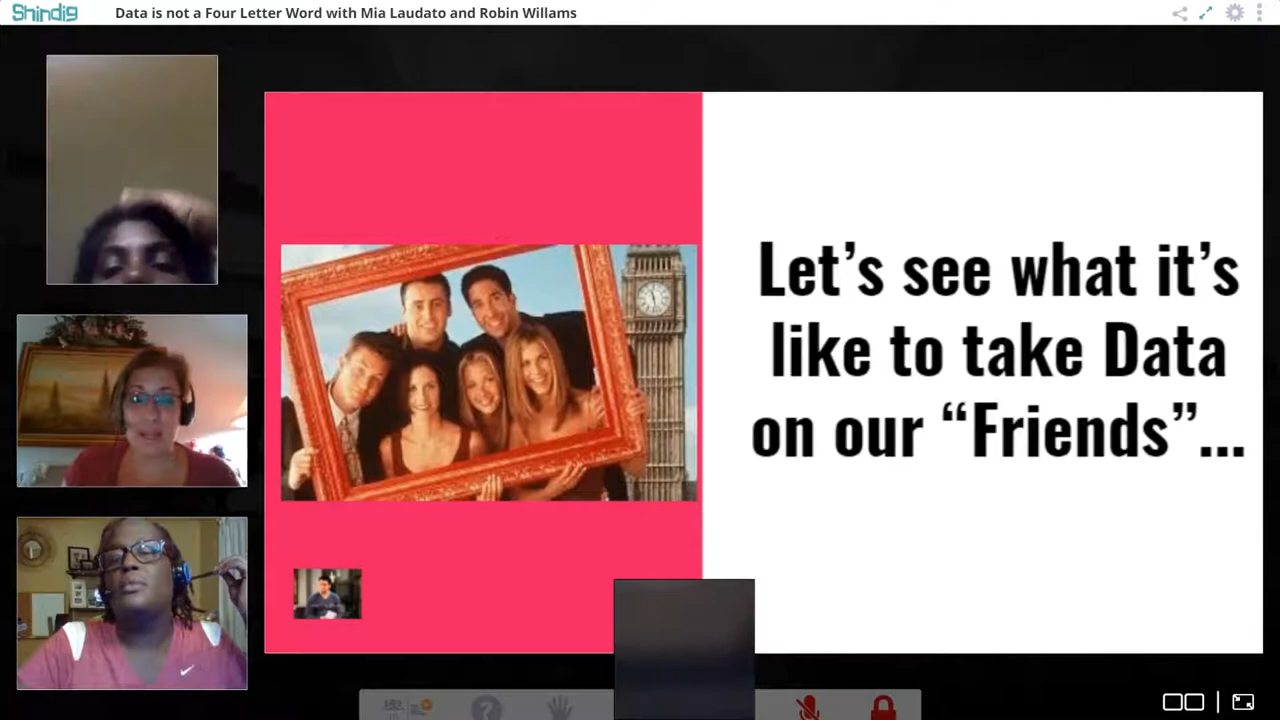 Shindig
Data is not a Four Letter Word with Mia Laudato and Robin Willams
Let’s see what it’s
like to take Data
on our “Friends”...
?